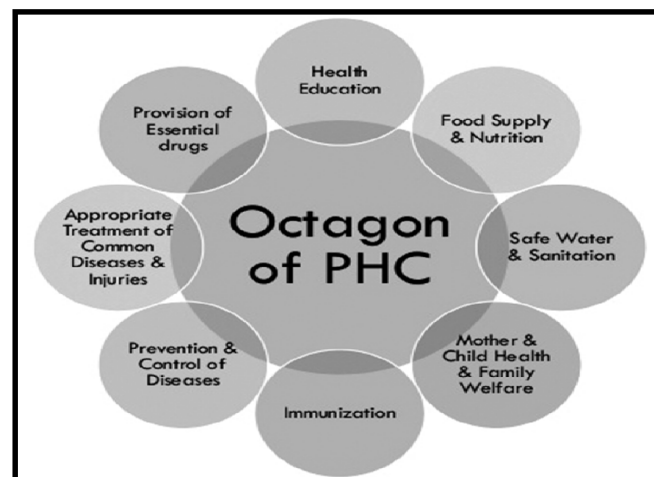 Octagon
of PHC
Health
Education
Food Supply
& Nutrition
Safe Water
& Sanitation
Mother &
Child Health
& Family
Welfare
Immunization
Prevention &
Control of
Diseases
Appropriate
Treatment of
Common
Diseases &
Injuries
Provision of
Essential
drugs